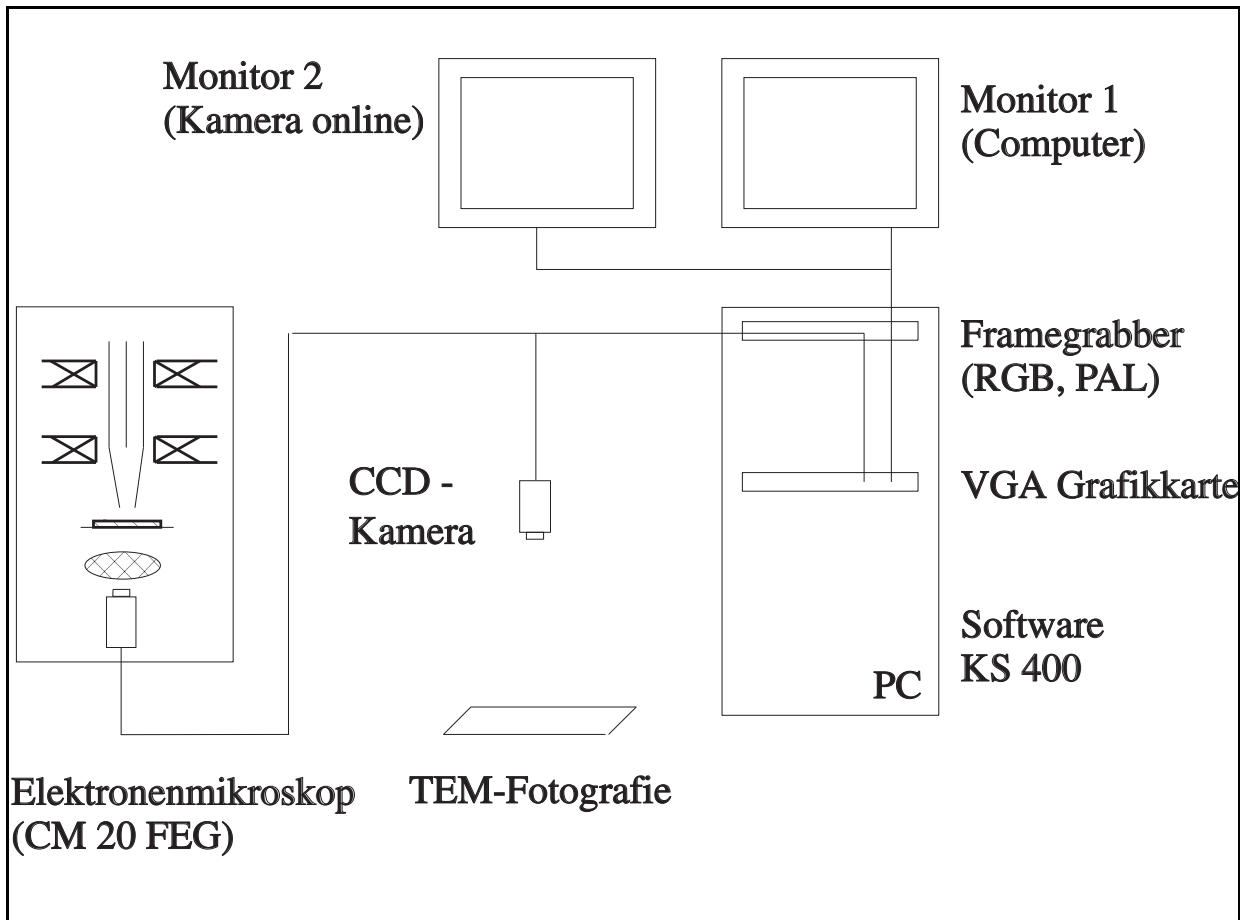 Monitor 2
(Kamera online)
Monitor 1
(Computer)
Framegrabber
(RGB, PAL)
CCD -
Kamera
VGA Grafikkarte
Software
KS 400
PC
Elektronenmikroskop
(CM 20 FEG)
TEM-Fotografie